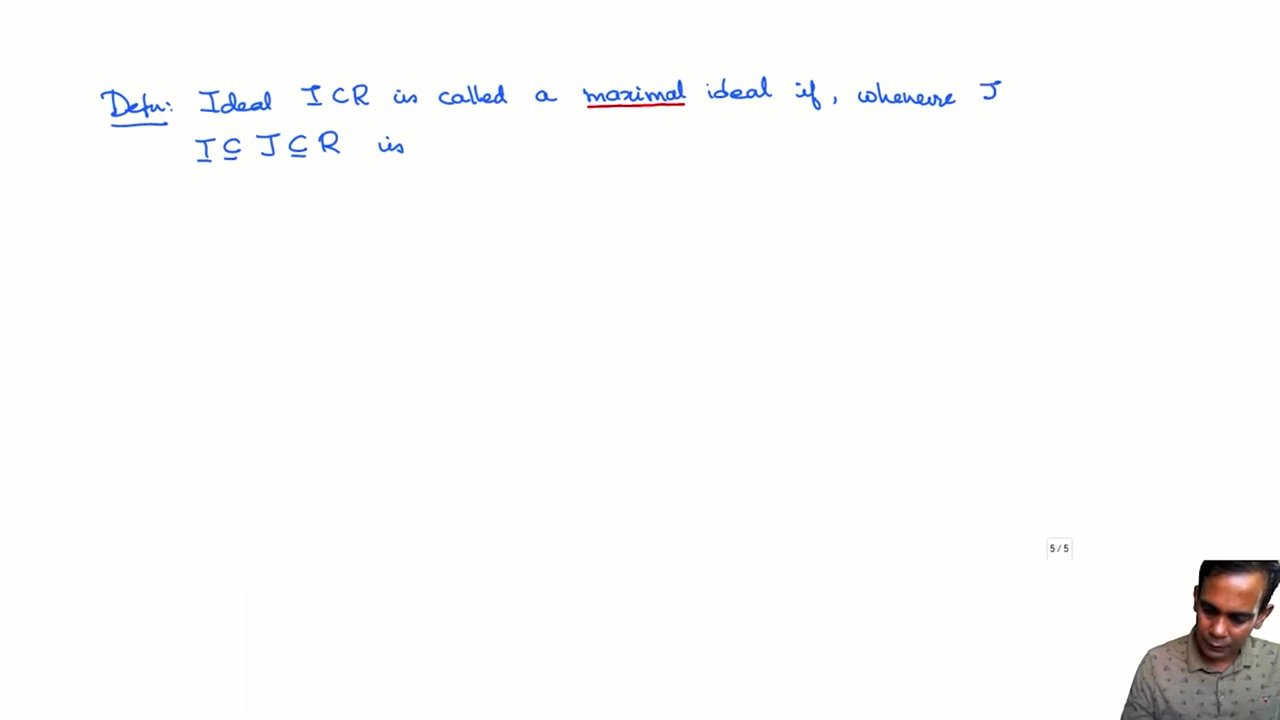 Defn: Ideal I ⊂ R is called a maximal ideal if, whenever J
I ⊆ J ⊆ R is
5/5